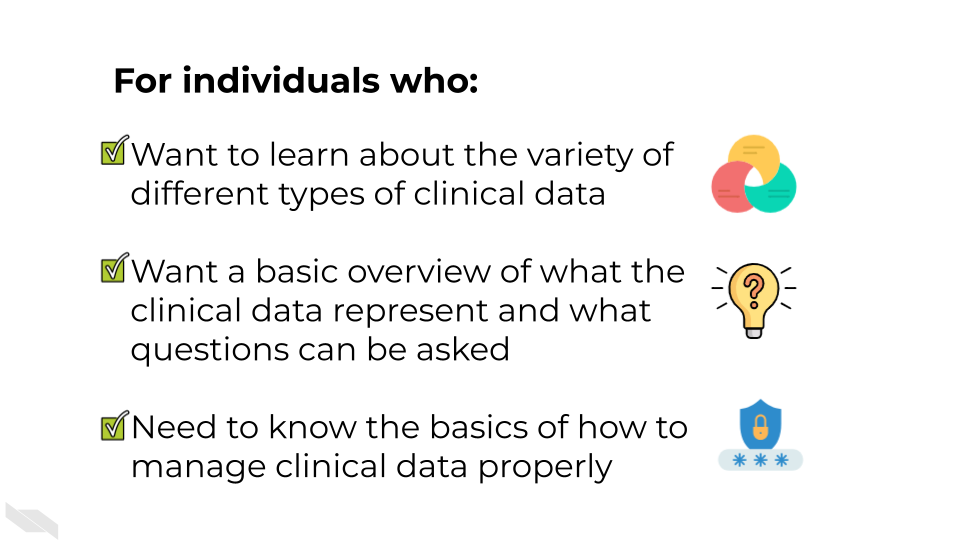 For individuals who:
Want to learn about the variety of
different types of clinical data
Want a basic overview of what the
clinical data represent and what
questions can be asked
Need to know the basics of how to
manage clinical data properly
?
***